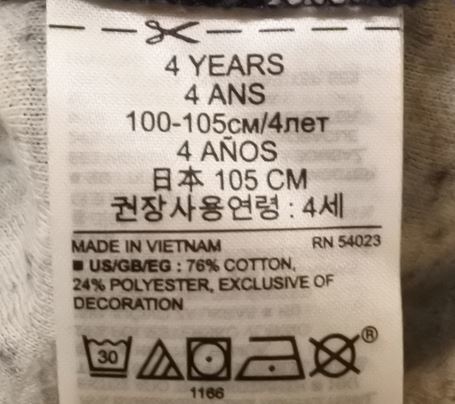 4 YEARS
4 ANS
100-105см/4лет
4 AÑOS
日本 105 CM
권장사용연령 : 4세
MADE IN VIETNAM RN 54023
■ US/GB/EG : 76% COTTON,
24% POLYESTER, EXCLUSIVE OF
DECORATION
30
®
1166